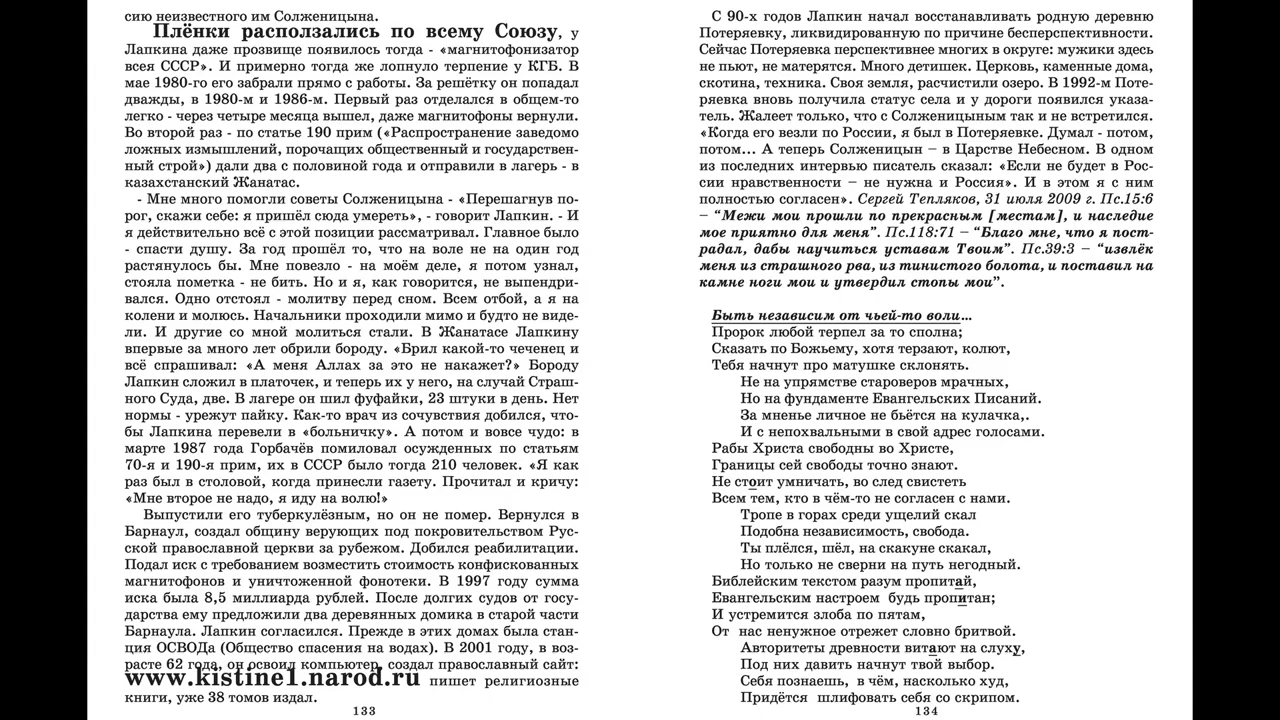 сию неизвестного им Солженицына.
Плёнки расползались по всему Союзу, у
Лапкина даже прозвище появилось тогда - «магнитофонизатор
всея СССР». И примерно тогда же лопнуло терпение у КГБ. В
мае 1980-го его забрали прямо с работы. За решётку он попадал
дважды, в 1980-м и 1986-м. Первый раз отделался в общем-то
легко - через четыре месяца вышел, даже магнитофоны вернули.
Во второй раз - по статье 190 прим («Распространение заведомо
ложных измышлений, порочащих общественный и государствен-
ный строй») дали два с половиной года и отправили в лагерь - в
казахстанский Жанатас.
- Мне много помогли советы Солженицына - «Перешагнув по-
рог, скажи себе: я пришёл сюда умереть», - говорит Лапкин. - И
я действительно всё с этой позиции рассматривал. Главное было
- спасти душу. За год прошёл то, что на воле не на один год
растянулось бы. Мне повезло - на моём деле, я потом узнал,
стояла пометка - не бить. Но и я, как говорится, не выпендри-
вался. Одно отстоял - молитву перед сном. Всем отбой, а я на
колени и молюсь. Начальники проходили мимо и будто не виде-
ли. И другие со мной молиться стали. В Жанатасе Лапкину
впервые за много лет обрили бороду. «Брил какой-то чеченец и
всё спрашивал: «А меня Аллах за это не накажет?» Бороду
Лапкин сложил в платочек, и теперь их у него, на случай Страш-
ного Суда, две. В лагере он шил фуфайки, 23 штуки в день. Нет
нормы - урежут пайку. Как-то врач из сочувствия добился, что-
бы Лапкина перевели в «больничку». А потом и вовсе чудо: в
марте 1987 года Горбачёв помиловал осужденных по статьям
70-я и 190-я прим, их в СССР было тогда 210 человек. «Я как
раз был в столовой, когда принесли газету. Прочитал и кричу:
«Мне второе не надо, я иду на волю!»
Выпустили его туберкулёзным, но он не помер. Вернулся в
Барнаул, создал общину верующих под покровительством Рус-
ской православной церкви за рубежом. Добился реабилитации.
Подал иск с требованием возместить стоимость конфискованных
магнитофонов и уничтоженной фонотеки. В 1997 году сумма
иска была 8,5 миллиарда рублей. После долгих судов от госу-
дарства ему предложили два деревянных домика в старой части
Барнаула. Лапкин согласился. Прежде в этих домах была стан-
ция ОСВОДа (Общество спасения на водах). В 2001 году, в воз-
расте 62 года, он освоил компьютер, создал православный сайт:
www.kistine1.narod.ru пишет религиозные
книги, уже 38 томов издал.
133
С 90-х годов Лапкин начал восстанавливать родную деревню
Потеряевку, ликвидированную по причине бесперспективности.
Сейчас Потеряевка перспективнее многих в округе: мужики здесь
не пьют, не матерятся. Много детишек. Церковь, каменные дома,
скотина, техника. Своя земля, расчистили озеро. В 1992-м Поте-
ряевка вновь получила статус села и у дороги появился указа-
тель. Жалеет только, что с Солженицыным так и не встретился.
«Когда его везли по России, я был в Потеряевке. Думал - потом,
потом... А теперь Солженицын – в Царстве Небесном. В одном
из последних интервью писатель сказал: «Если не будет в Рос-
сии нравственности – не нужна и Россия». И в этом я с ним
полностью согласен». Сергей Тепляков, 31 июля 2009 г. Пс.15:6
– “Межи мои прошли по прекрасным [местам], и наследие
мое приятно для меня”. Пс.118:71 – “Благо мне, что я пост-
радал, дабы научиться уставам Твоим”. Пс.39:3 – “извлёк
меня из страшного рва, из тинистого болота, и поставил на
камне ноги мои и утвердил стопы мои”.
Быть независим от чьей-то воли...
Пророк любой терпел за то сполна;
Сказать по Божьему, хотя терзают, колют,
Тебя начнут про матушке склонять.
Не на упрямстве староверов мрачных,
Но на фундаменте Евангельских Писаний.
За мненье личное не бьётся на кулачка,.
И с непохвальными в свой адрес голосами.
Рабы Христа свободны во Христе,
Границы сей свободы точно знают.
Не стоит умничать, во след свистеть
Всем тем, кто в чём-то не согласен с нами.
Тропе в горах среди ущелий скал
Подобна независимость, свобода.
Ты плёлся, шёл, на скакуне скакал,
Но только не сверни на путь негодный.
Библейским текстом разум пропитай,
Евангельским настроем будь пропитан;
И устремится злоба по пятам,
От нас ненужное отрежет словно бритвой.
Авторитеты древности витают на слуху,
Под них давить начнут твой выбор.
Себя познаешь, в чём, насколько худ,
Придётся шлифовать себя со скрипом.
134